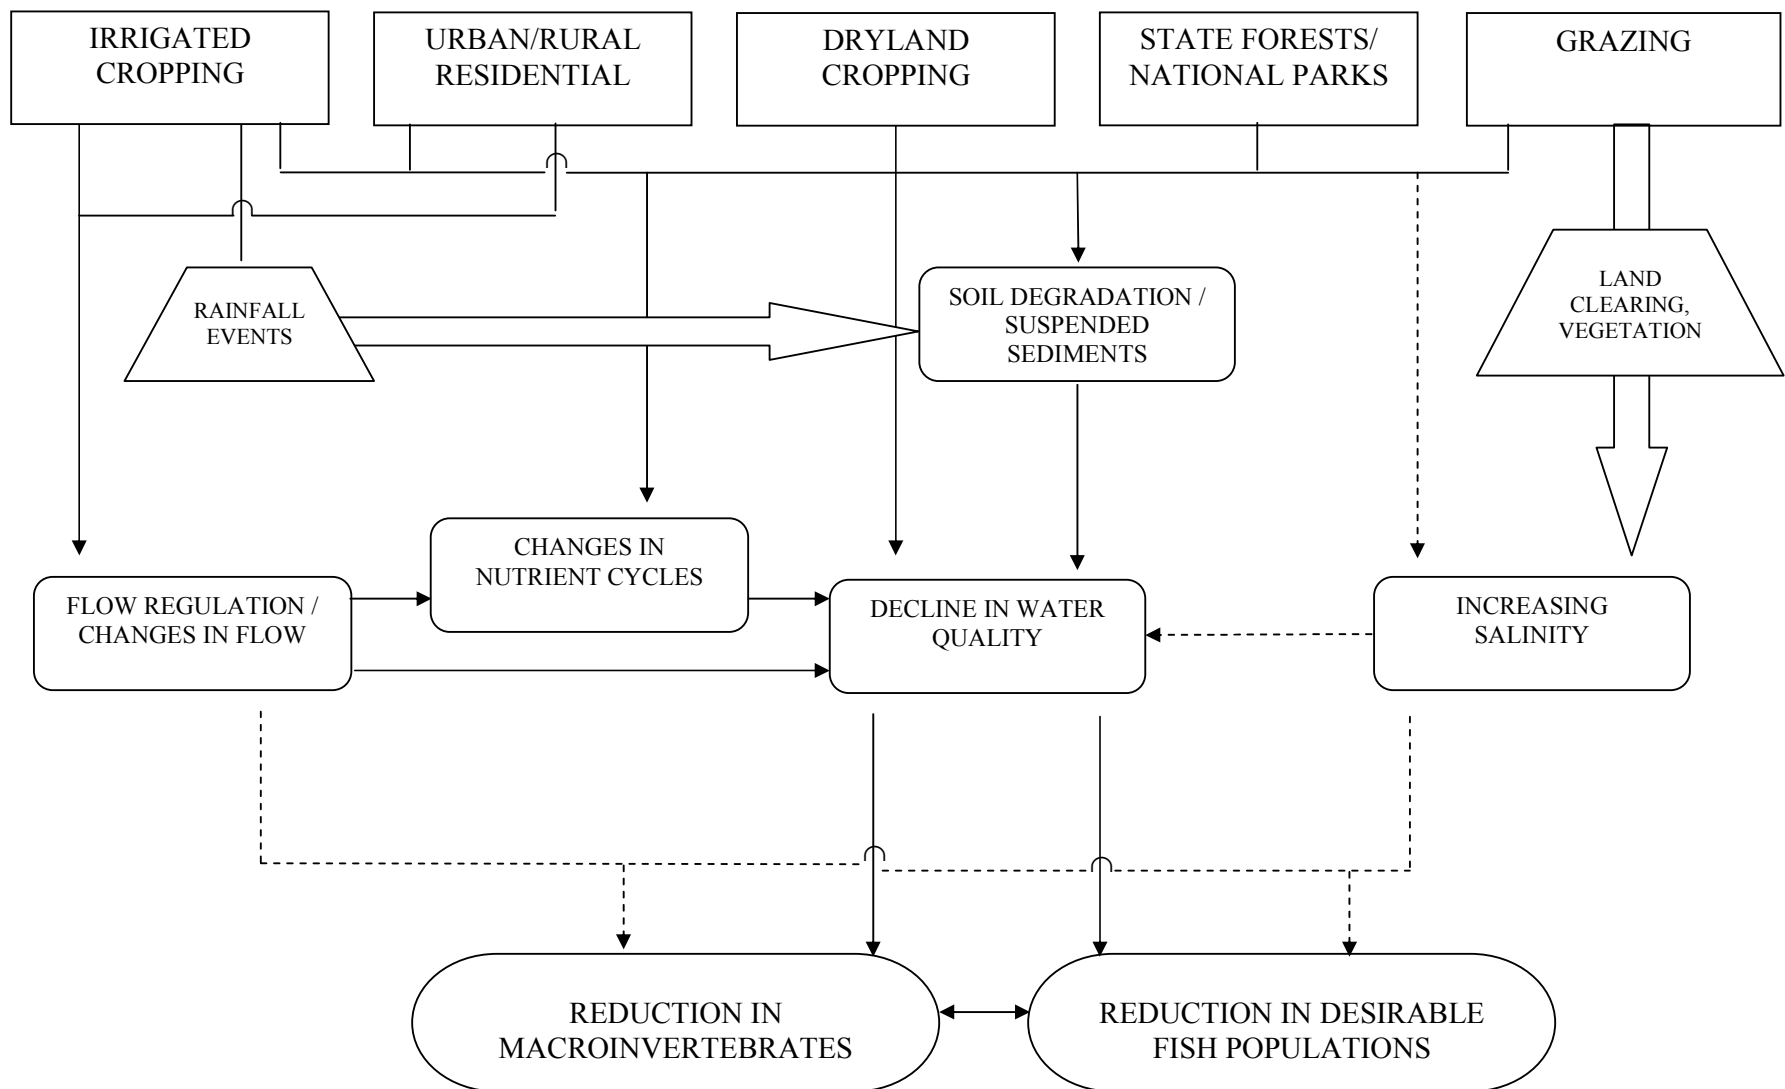 IRRIGATED
CROPPING
URBAN/RURAL
RESIDENTIAL
DRYLAND
CROPPING
STATE FORESTS/
NATIONAL PARKS
GRAZING
RAINFALL
EVENTS
SOIL DEGRADATION /
SUSPENDED
SEDIMENTS
LAND
CLEARING,
VEGETATION
CHANGES IN
NUTRIENT CYCLES
FLOW REGULATION /
CHANGES IN FLOW
DECLINE IN WATER
QUALITY
INCREASING
SALINITY
REDUCTION IN
MACROINVERTEBRATES
REDUCTION IN DESIRABLE
FISH POPULATIONS